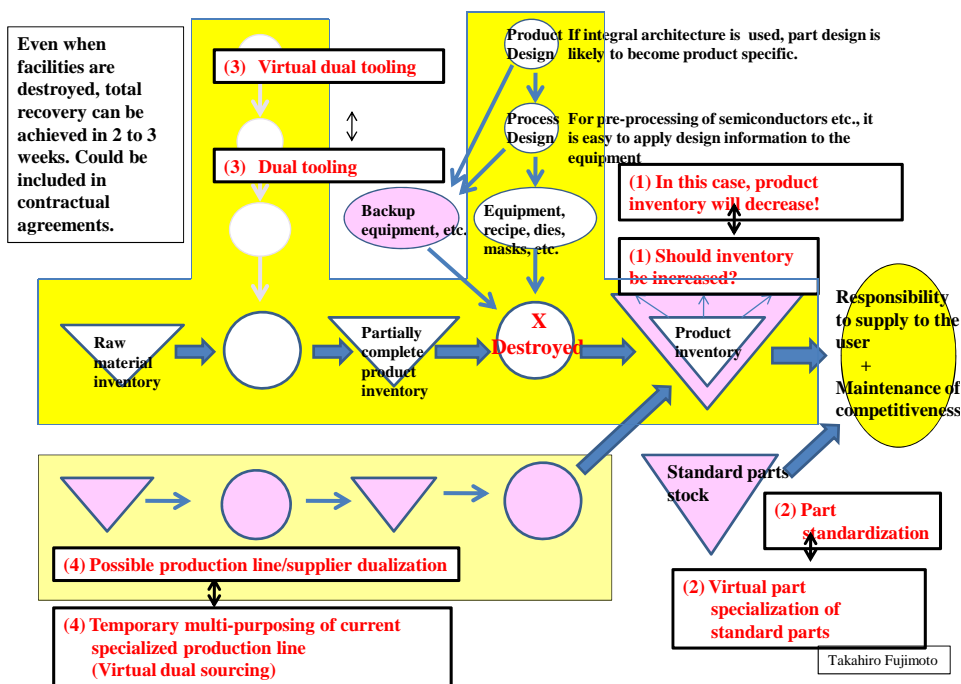 Even when
facilities are
destroyed, total
recovery can be
achieved in 2 to 3
weeks. Could be
included in
contractual
agreements.
(3) Virtual dual tooling
(3) Dual tooling
Product
Design
If integral architecture is used, part design is
likely to become product specific.
Process
Design
For pre-processing of semiconductors etc., it
is easy to apply design information to the
equipment
Backup
equipment, etc.
Equipment,
recipe, dies,
masks, etc.
(1) In this case, product
inventory will decrease!
(1) Should inventory
be increased?
Raw
material
inventory
Partially
complete
product
inventory
X
Destroyed
Product
inventory
Responsibility
to supply to the
user
+
Maintenance of
competitiveness
Standard parts
stock
(2) Part
standardization
(2) Virtual part
specialization of
standard parts
(4) Possible production line/supplier dualization
(4) Temporary multi-purposing of current
specialized production line
(Virtual dual sourcing)
Takahiro Fujimoto